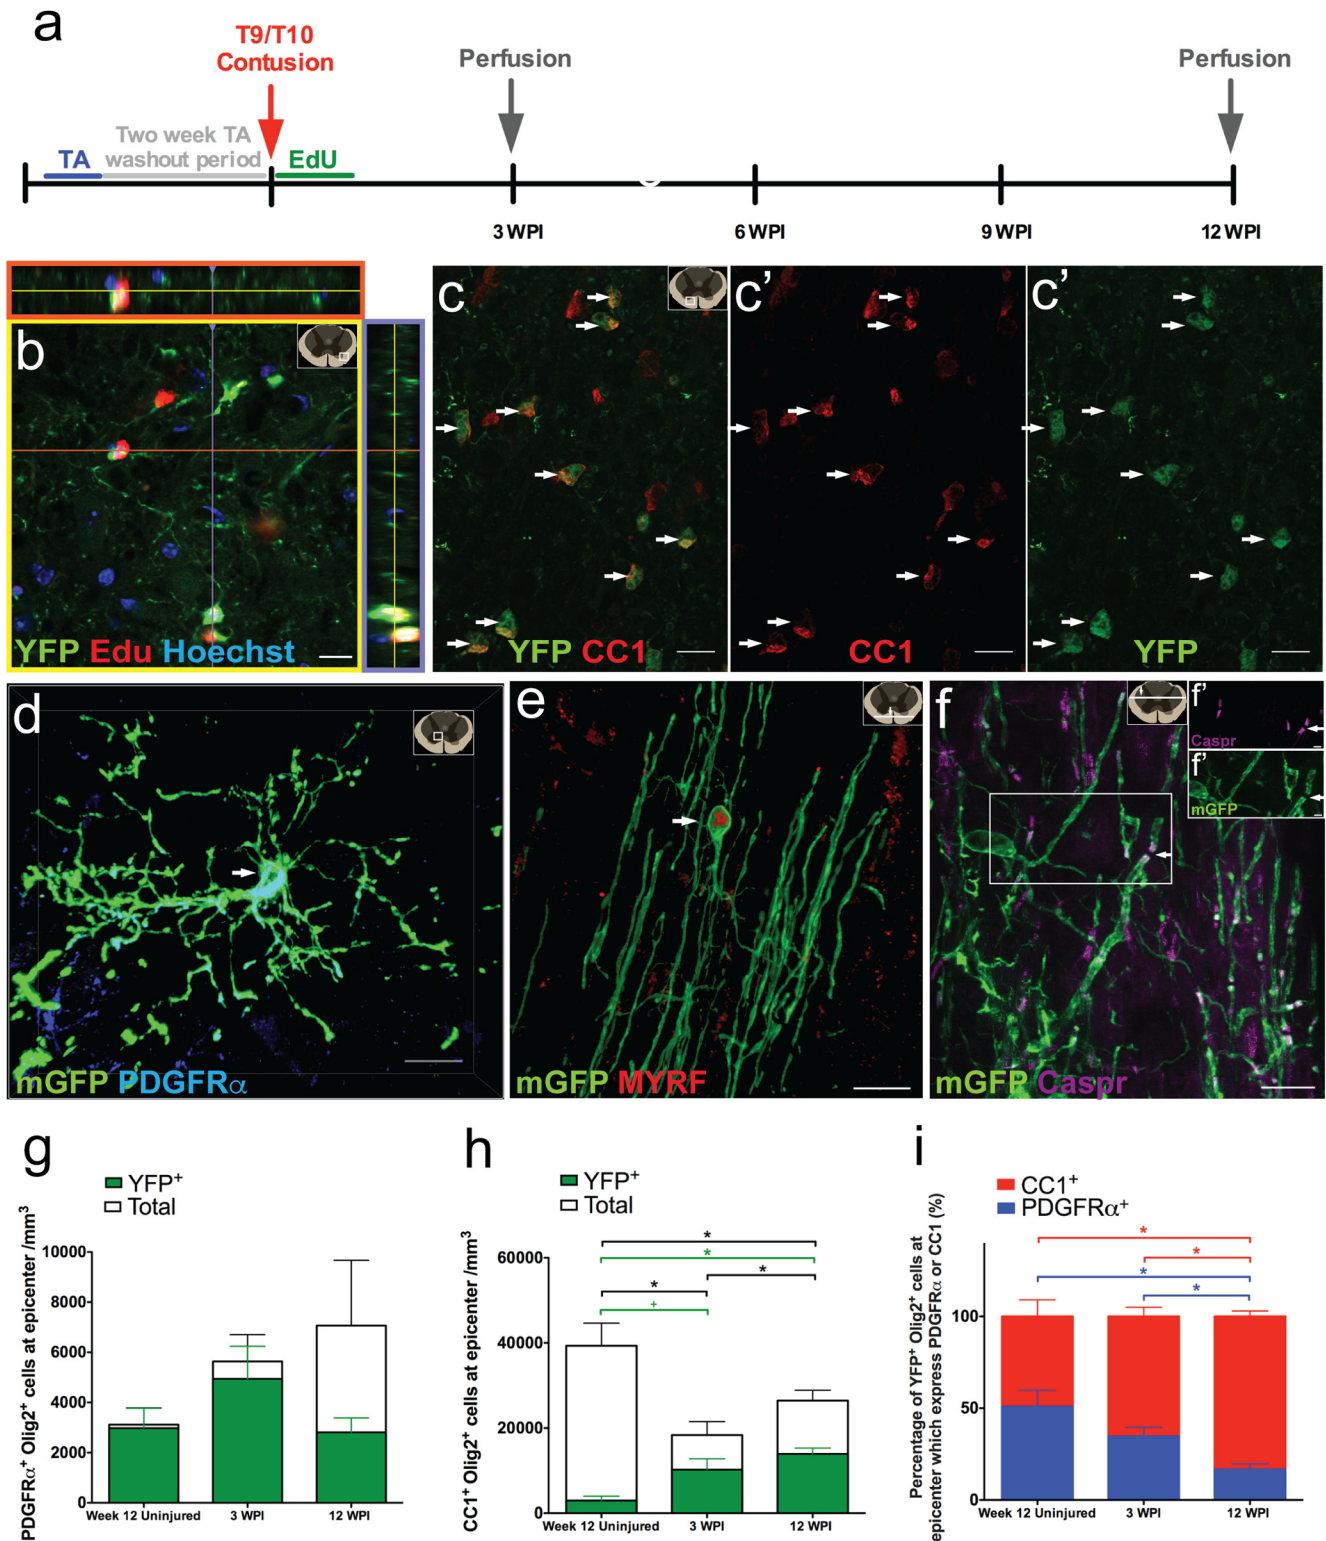 a
T9/T10
Contusion
Perfusion
Perfusion
Two week TA
washout period
TA
EdU
3 WPI
6 WPI
9 WPI
12 WPI
b
YFP Edu Hoechst
c
YFP CC1
c'
CC1
c'
YFP
d
mGFP PDGFRα
e
mGFP MYRF
f
mGFP Caspr
f'
Caspr
f'
mGFP
g
YFP+
Total
PDGFRα+ Olig2+ cells at epicenter /mm3
10000
8000
6000
4000
2000
0
Week 12 Uninjured
3 WPI
12 WPI
h
YFP+
Total
CC1+ Olig2+ cells at epicenter /mm3
60000
40000
20000
0
*
*
*
*
+
Week 12 Uninjured
3 WPI
12 WPI
i
CC1+
PDGFRα+
Percentage of YFP+ Olig2+ cells at
epicenter which express PDGFRα or CC1 (%)
100
50
0
*
*
*
*
Week 12 Uninjured
3 WPI
12 WPI